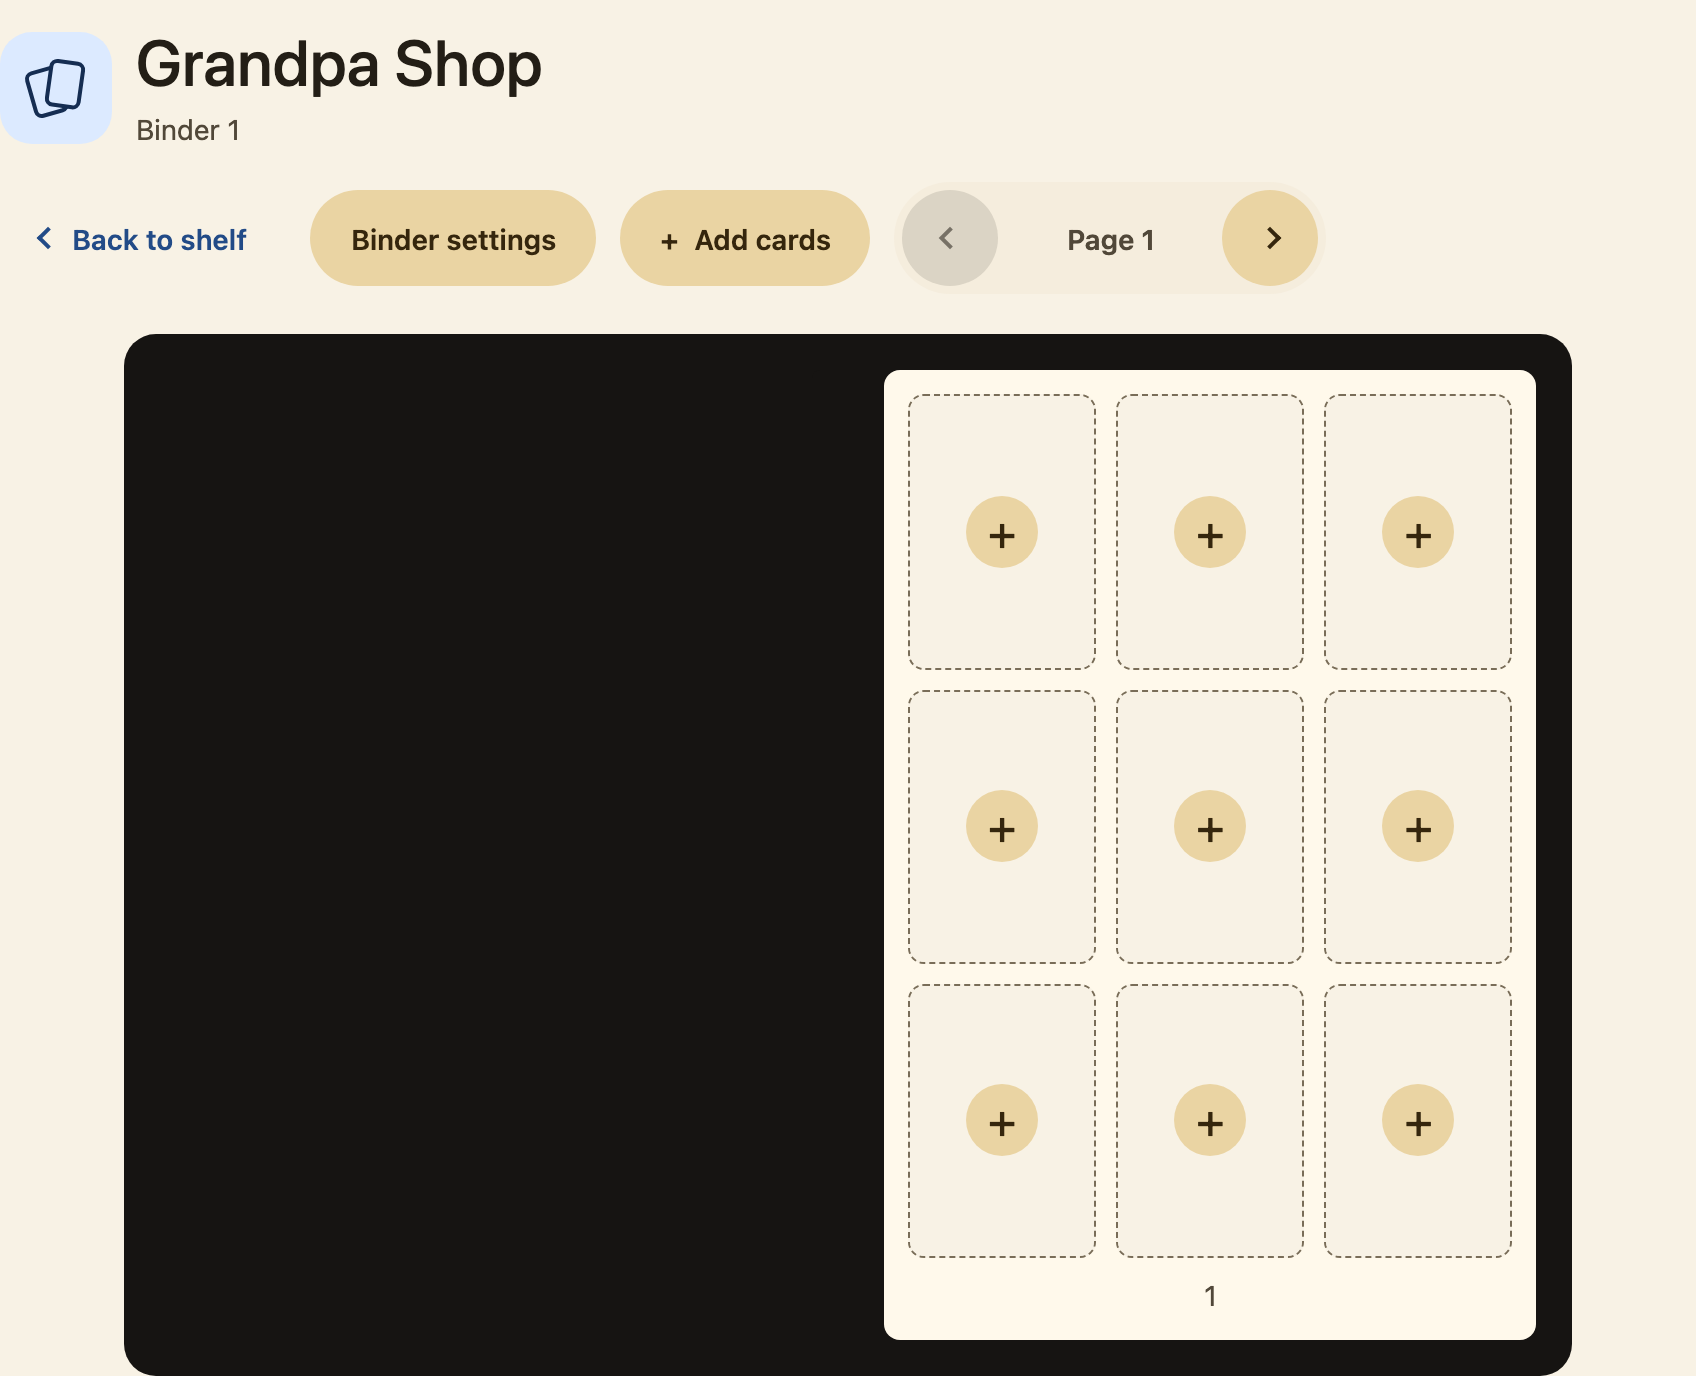 Grandpa Shop
Binder 1
Back to shelf
Binder settings
+ Add cards
Page 1
+ + +
+ + +
+ + +
1